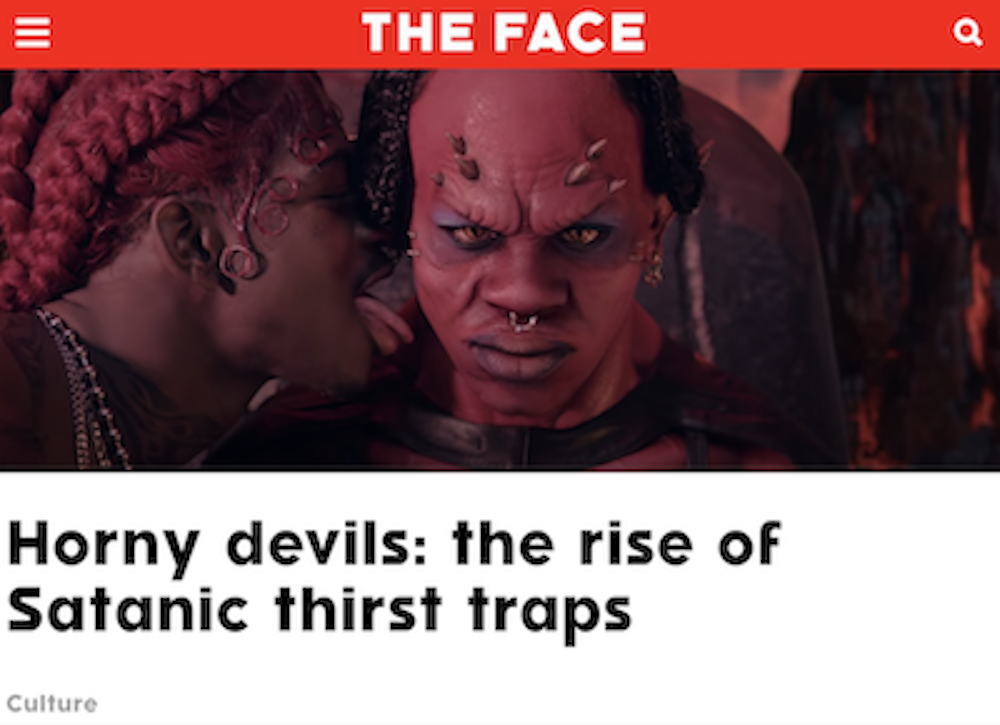 THE FACE
Horny devils: the rise of
Satanic thirst traps
Culture